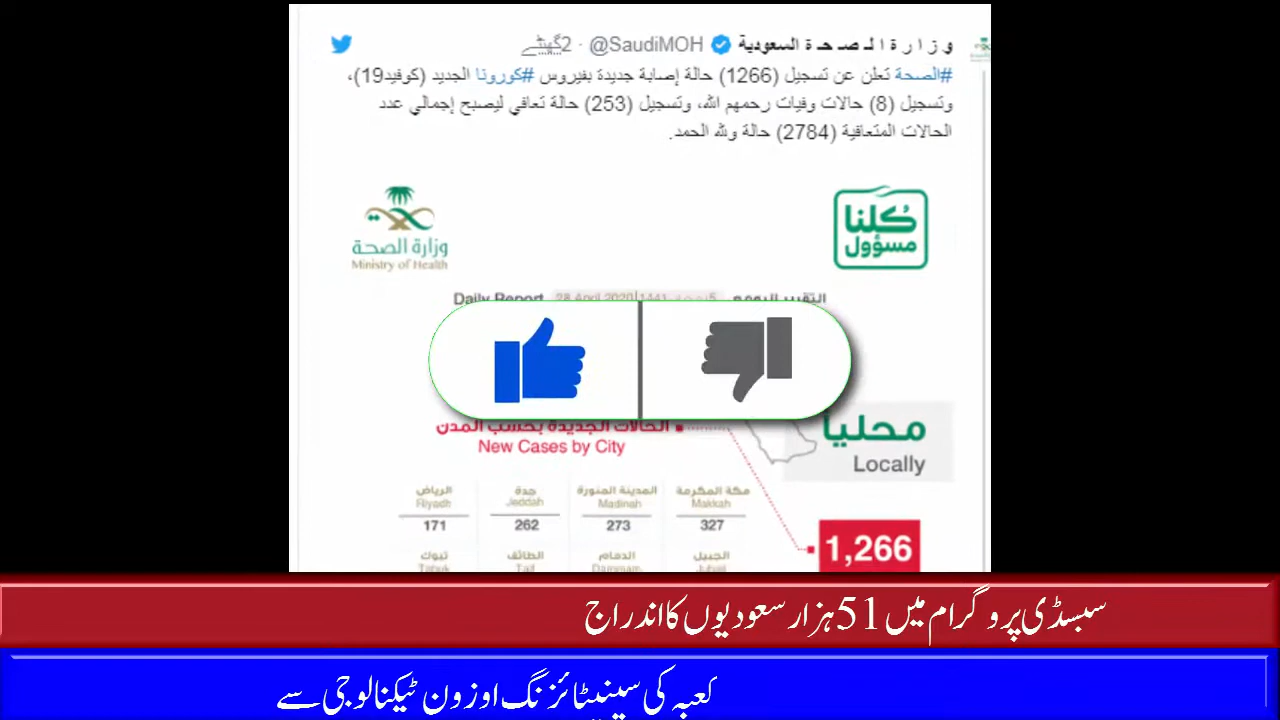 وزارة الصحة السعودية @SaudiMOH · 2گھنٹے
#الصحة تعلن عن تسجيل (1266) حالة إصابة جديدة بفيروس #كورونا الجديد (كوفيد19)،
وتسجيل (8) حالات وفيات رحمهم الله، وتسجيل (253) حالة تعافي ليصبح إجمالي عدد
الحالات المتعافية (2784) حالة ولله الحمد.
كلنا
مسؤول
وزارة الصحة
Ministry of Health
التقرير اليومي
28 April 2020
Daily Report
محلياً
Locally
الحالات الجديدة بحسب المدن
New Cases by City
مكة المكرمة المدينة المنورة جدة الرياض
Makkah Madinah Jeddah Riyadh
327 273 262 171
الجبيل الدمام الطائف تبوك
Jubail Dammam Taif Tabuk
1,266
سبسڈی پروگرام میں 51 ہزار سعودیوں کا اندراج
کعبہ کی سینیٹائزنگ اوزون ٹیکنالوجی سے